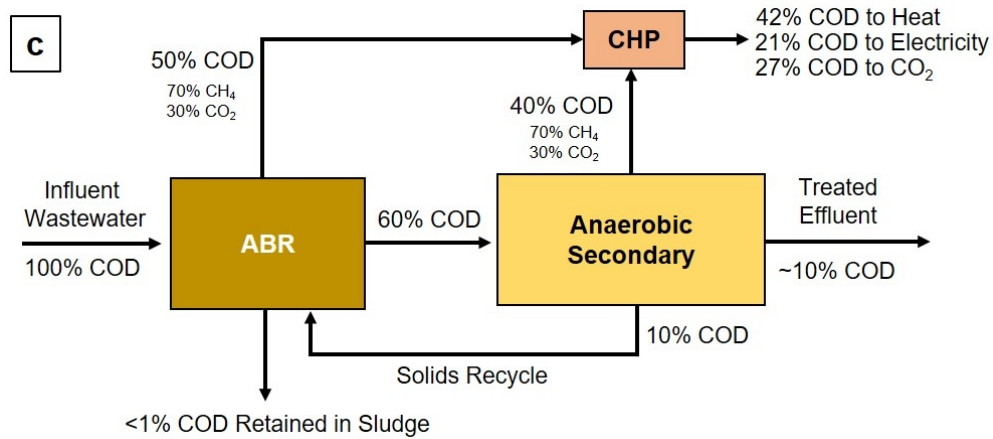 c
50% COD
70% CH₄
30% CO₂
CHP
42% COD to Heat
21% COD to Electricity
27% COD to CO₂
40% COD
70% CH₄
30% CO₂
Influent
Wastewater
100% COD
ABR
60% COD
Anaerobic
Secondary
Treated
Effluent
~10% COD
10% COD
Solids Recycle
<1% COD Retained in Sludge